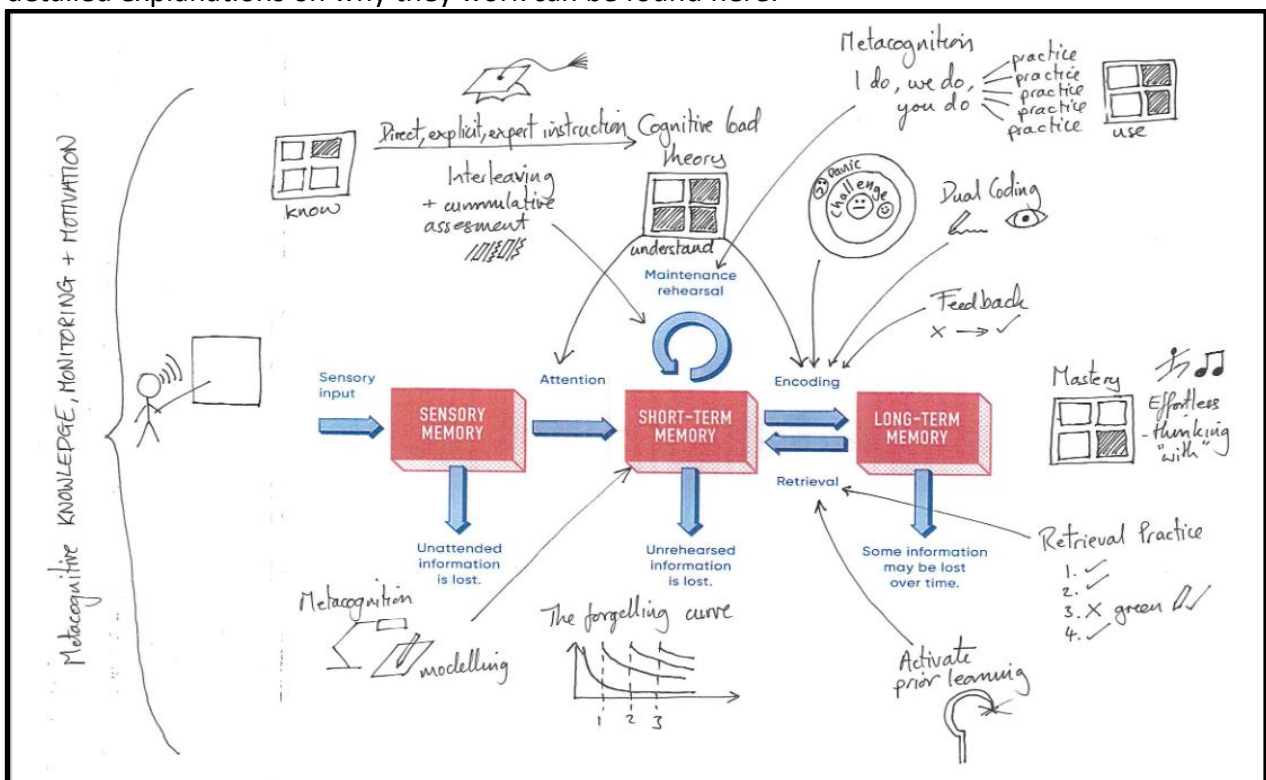 detailed explanations on why they work can be found here.
Metacognitive KNOWLEDGE, MONITORING + MOTIVATION
know
Direct, explicit, expert instruction
Cognitive load
theory
understand
Interleaving
+ cummulative
assesment
Metacognition
I do, we do,
you do
practice
practice
practice
practice
practice
use
Panic
Challenge
Dual Coding
Feedback
x → ✓
Maintenance
rehearsal
Sensory
input
SENSORY
MEMORY
Attention
SHORT-TERM
MEMORY
Encoding
LONG-TERM
MEMORY
Retrieval
Mastery
Effortless
- thinking
"with"
Unattended
information
is lost.
Unrehearsed
information
is lost.
Some information
may be lost
over time.
Metacognition
modelling
The forgetting curve
1 2 3
Activate
prior learning
Retrieval Practice
1. ✓
2. ✓
3. X green
4. ✓